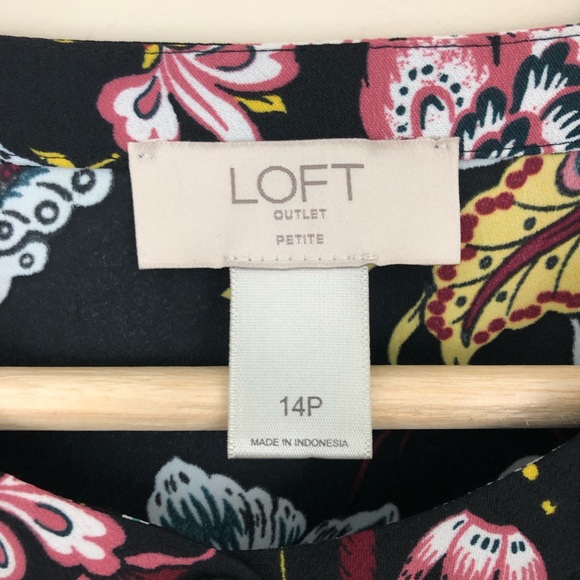 LOFT
OUTLET
PETITE
14P
MADE IN INDONESIA